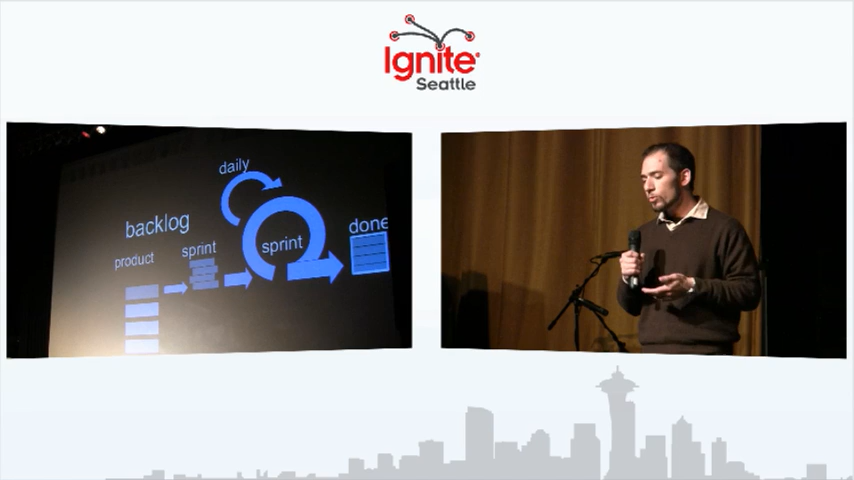 Ignite
Seattle
daily
backlog
done
product
sprint
sprint